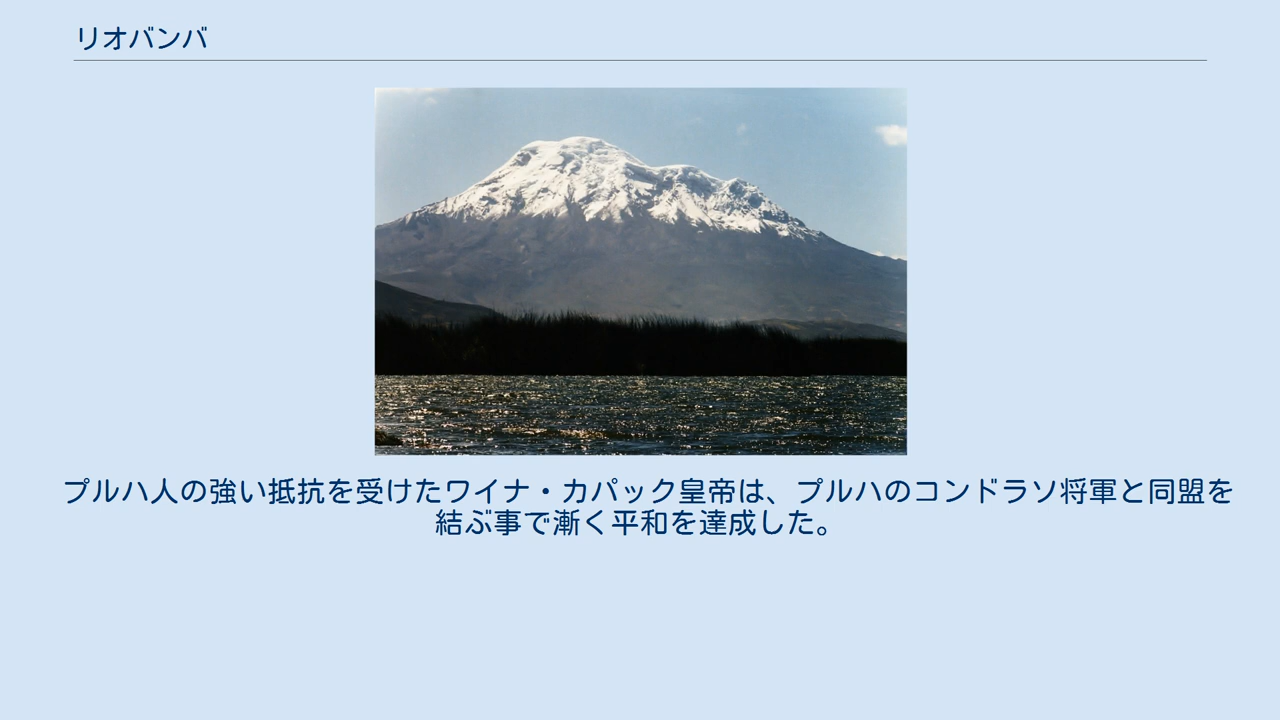 リオバンバ
プルハ人の強い抵抗を受けたワイナ・カパック皇帝は、プルハのコンドラソ将軍と同盟を
結ぶ事で漸く平和を達成した。